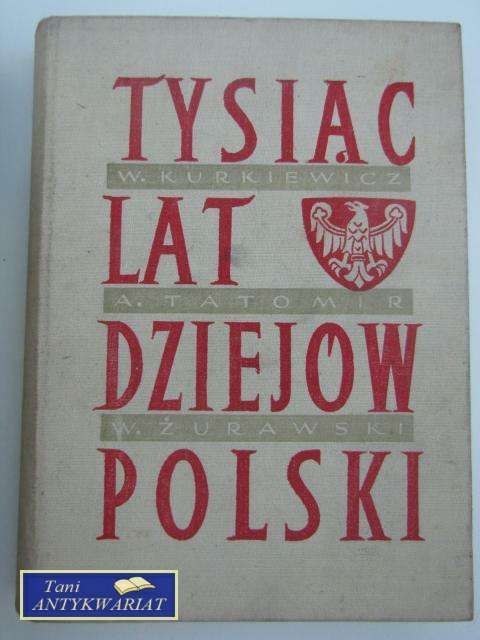 TYSIĄC
W. KURKIEWICZ
LAT
A. TATOMIR
DZIEJÓW
W. ŻURAWSKI
POLSKI
Tani
ANTYKWARIAT